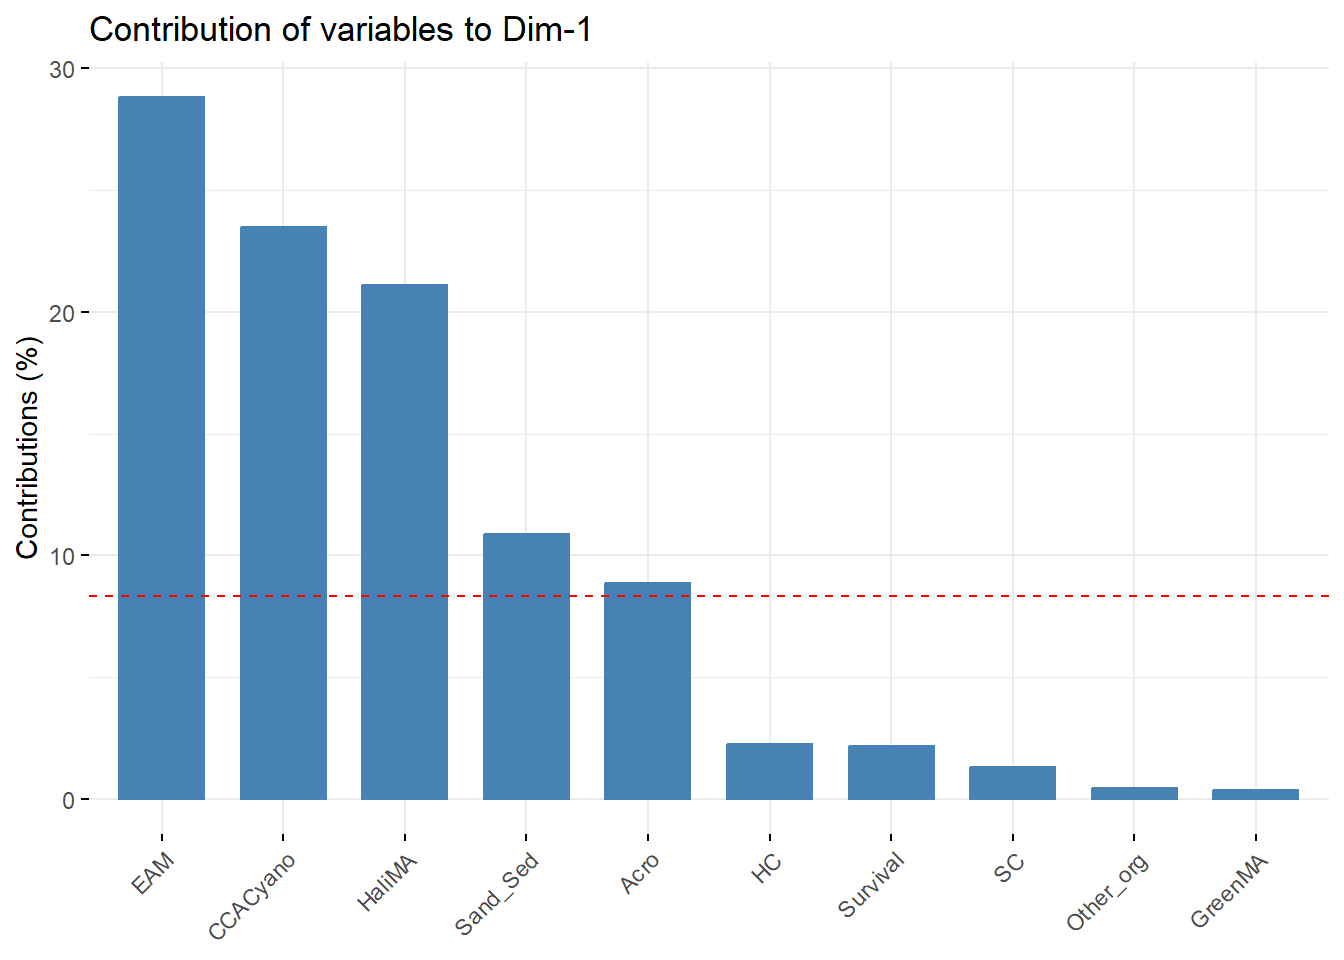 Contribution of variables to Dim-1
Contributions (%)
30
20
10
0
EAM
CCACyano
HaliMA
Sand_Sed
Acro
HC
Survival
SC
Other_org
GreenMA